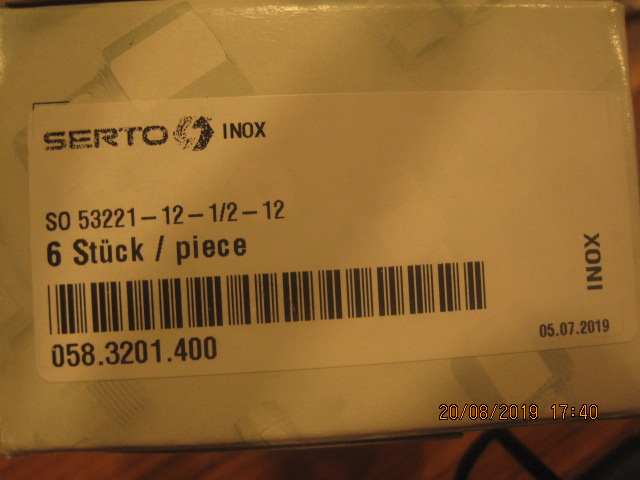 SERTO INOX
SO 53221-12-1/2-12
6 Stück / piece
INOX
058.3201.400
05.07.2019
20/08/2019 17:40